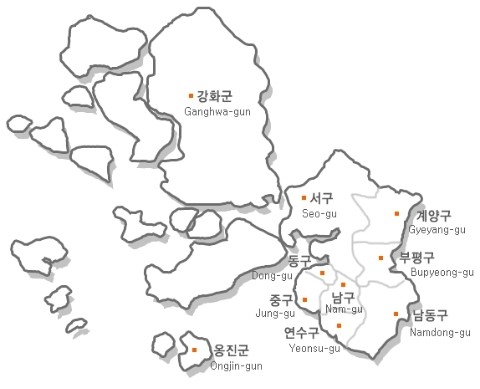 강화군
Ganghwa-gun
서구
Seo-gu
계양구
Gyeyang-gu
동구
Dong-gu
부평구
Bupyeong-gu
중구
Jung-gu
남구
Nam-gu
남동구
Namdong-gu
연수구
Yeonsu-gu
옹진군
Ongjin-gun